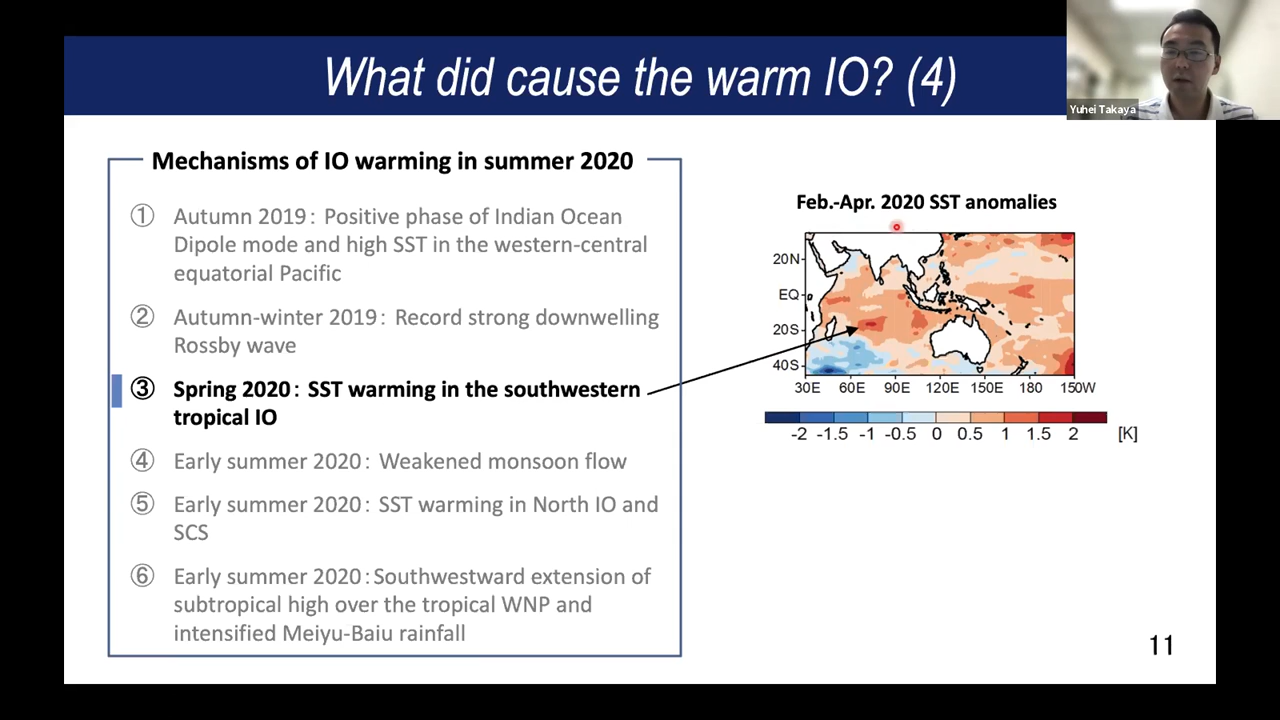 What did cause the warm IO? (4)
Yuhei Takaya
Mechanisms of IO warming in summer 2020
① Autumn 2019: Positive phase of Indian Ocean
Dipole mode and high SST in the western-central
equatorial Pacific
② Autumn-winter 2019: Record strong downwelling
Rossby wave
③ Spring 2020: SST warming in the southwestern
tropical IO
④ Early summer 2020: Weakened monsoon flow
⑤ Early summer 2020: SST warming in North IO and
SCS
⑥ Early summer 2020:Southwestward extension of
subtropical high over the tropical WNP and
intensified Meiyu-Baiu rainfall
Feb.-Apr. 2020 SST anomalies
20N
EQ
20S
40S
30E 60E 90E 120E 150E 180 150W
-2 -1.5 -1 -0.5 0 0.5 1 1.5 2 [K]
11